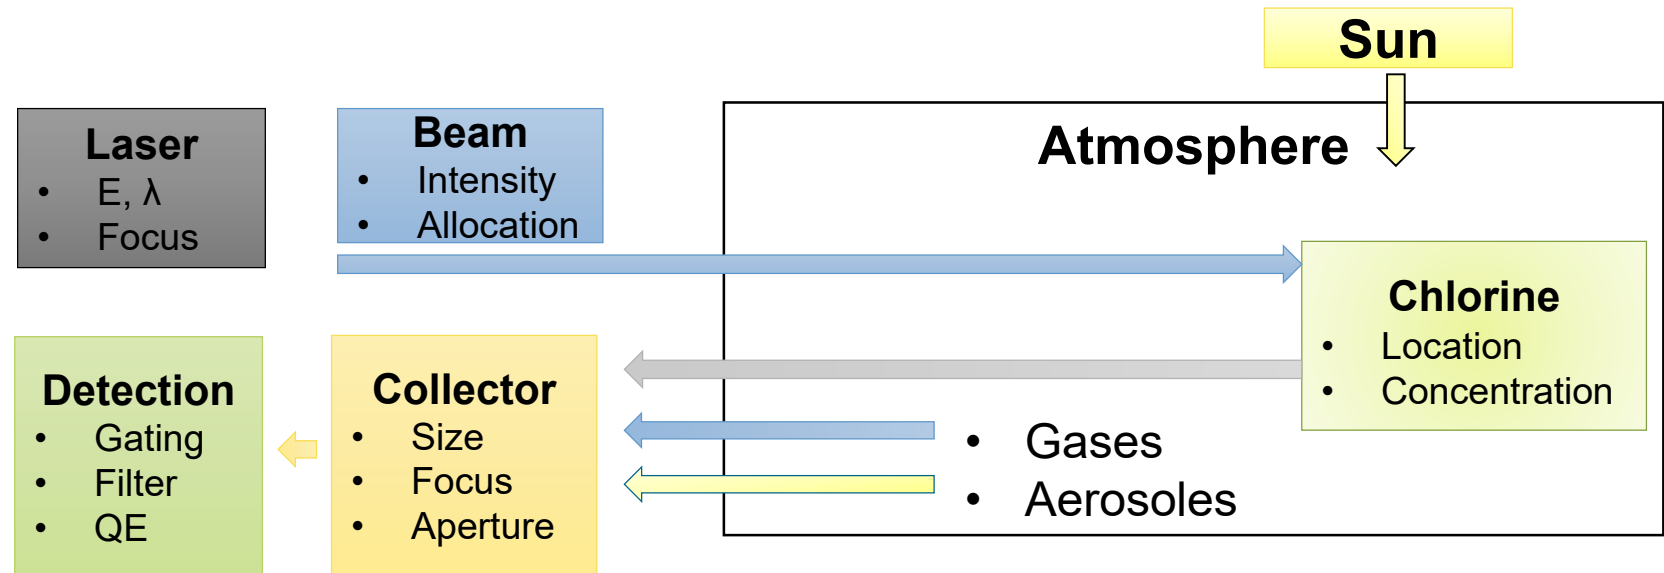 Sun
Atmosphere
Laser
• E, λ
• Focus
Beam
• Intensity
• Allocation
Chlorine
• Location
• Concentration
Detection
• Gating
• Filter
• QE
Collector
• Size
• Focus
• Aperture
• Gases
• Aerosoles